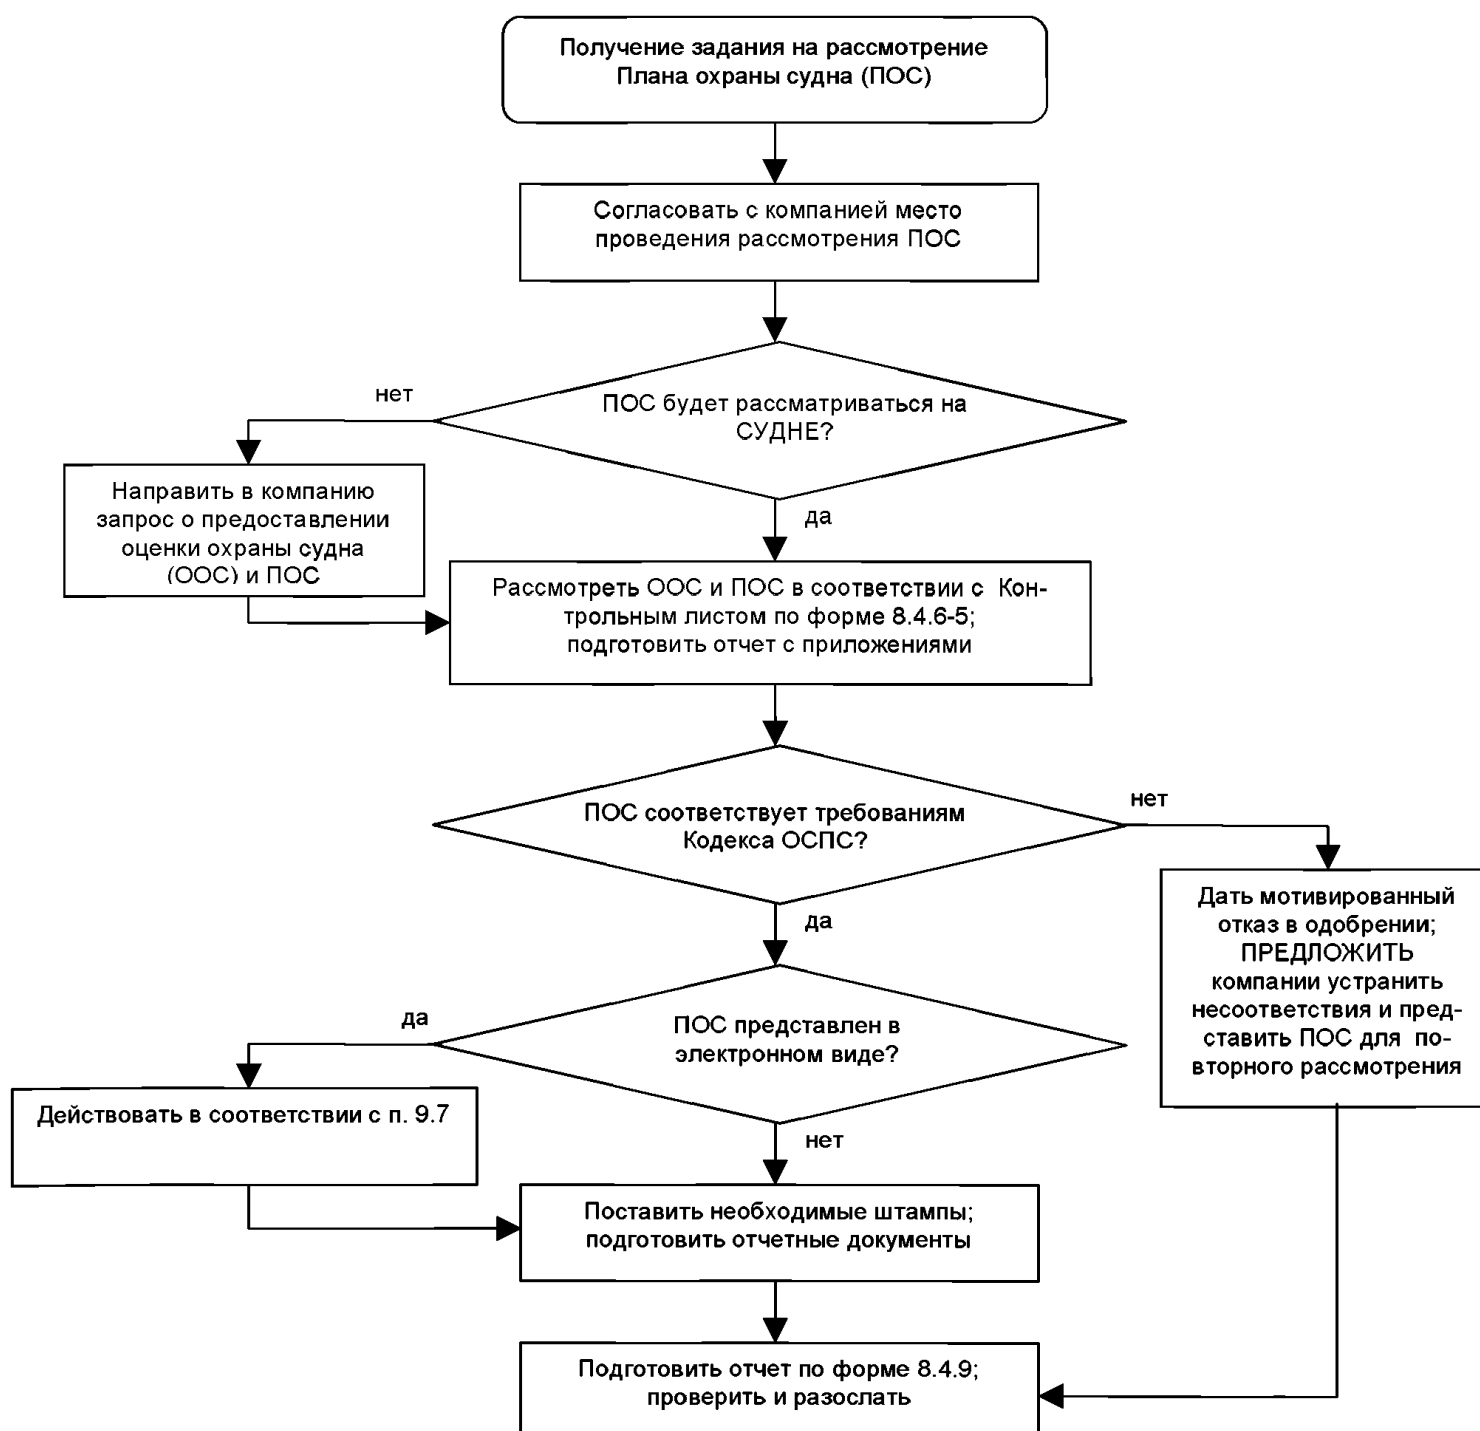 Получение задания на рассмотрение
Плана охраны судна (ПОС)
Согласовать с компанией место
проведения рассмотрения ПОС
нет
ПОС будет рассматриваться на
СУДНЕ?
Направить в компанию
запрос о предоставлении
оценки охраны судна
(ООС) и ПОС
да
Рассмотреть ООС и ПОС в соответствии с Кон-
трольным листом по форме 8.4.6-5;
подготовить отчет с приложениями
ПОС соответствует требованиям
Кодекса ОСПС?
нет
Дать мотивированный
отказ в одобрении;
ПРЕДЛОЖИТЬ
компании устранить
несоответствия и пред-
ставить ПОС для по-
вторного рассмотрения
да
да
ПОС представлен в
электронном виде?
Действовать в соответствии с п. 9.7
нет
Поставить необходимые штампы;
подготовить отчетные документы
Подготовить отчет по форме 8.4.9;
проверить и разослать